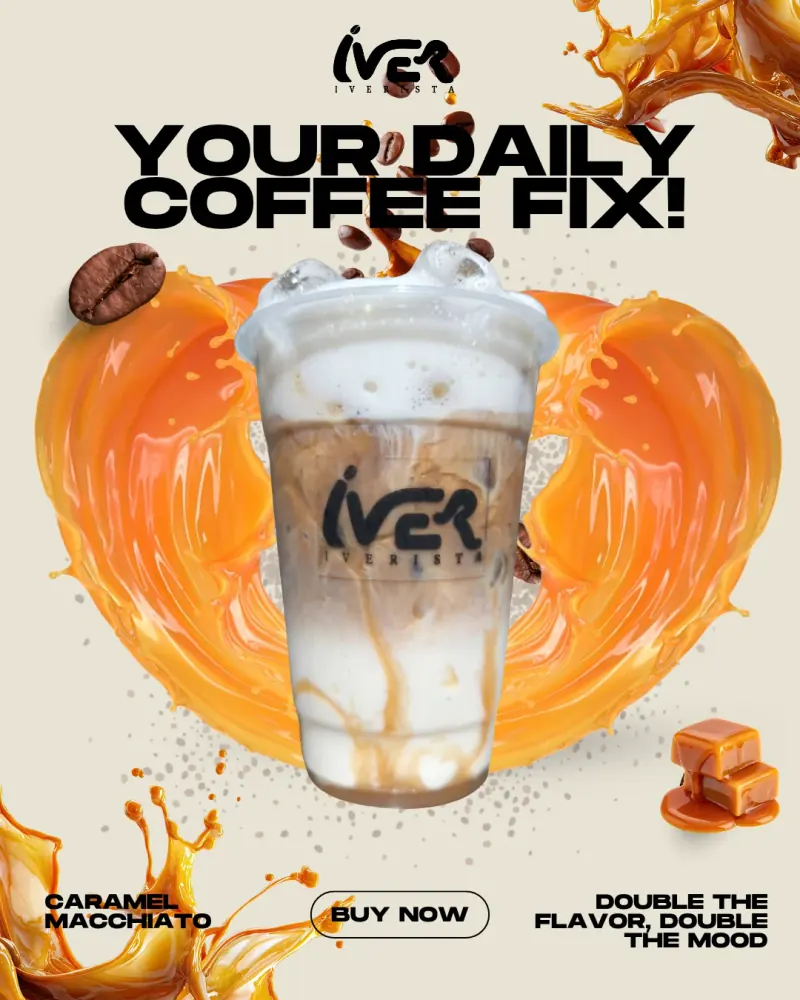 iVER
IVERISTA
YOUR DAILY
COFFEE FIX!
iVER
IVERISTA
CARAMEL
MACCHIATO
BUY NOW
DOUBLE THE
FLAVOR, DOUBLE
THE MOOD